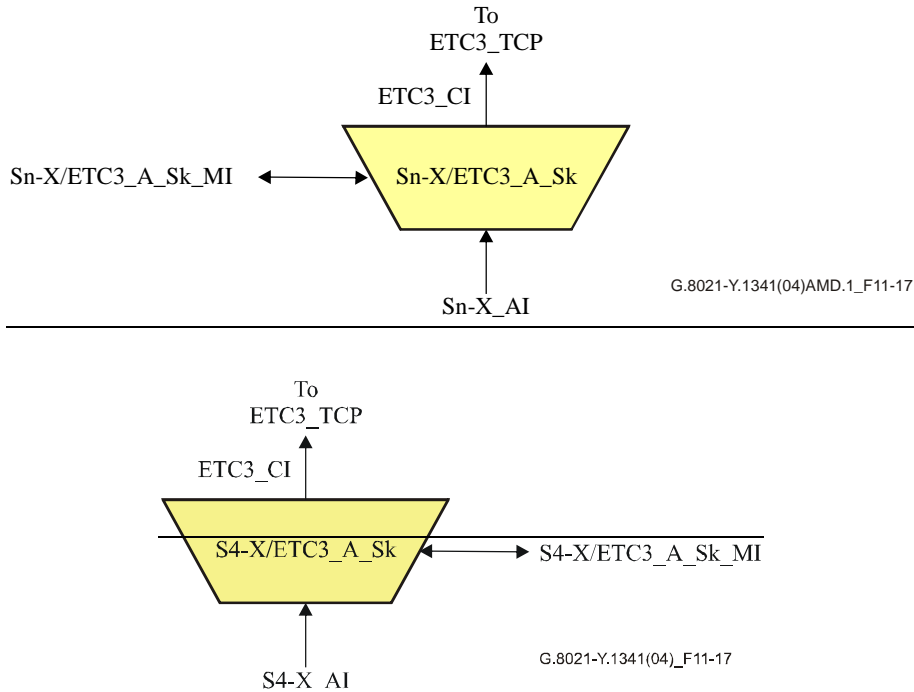 To
ETC3_TCP
ETC3_CI
Sn-X/ETC3_A_Sk_MI
Sn-X/ETC3_A_Sk
G.8021-Y.1341(04)AMD.1_F11-17
Sn-X_AI
To
ETC3_TCP
ETC3_CI
S4-X/ETC3_A_Sk
S4-X/ETC3_A_Sk_MI
G.8021-Y.1341(04)_F11-17
S4-X_AI